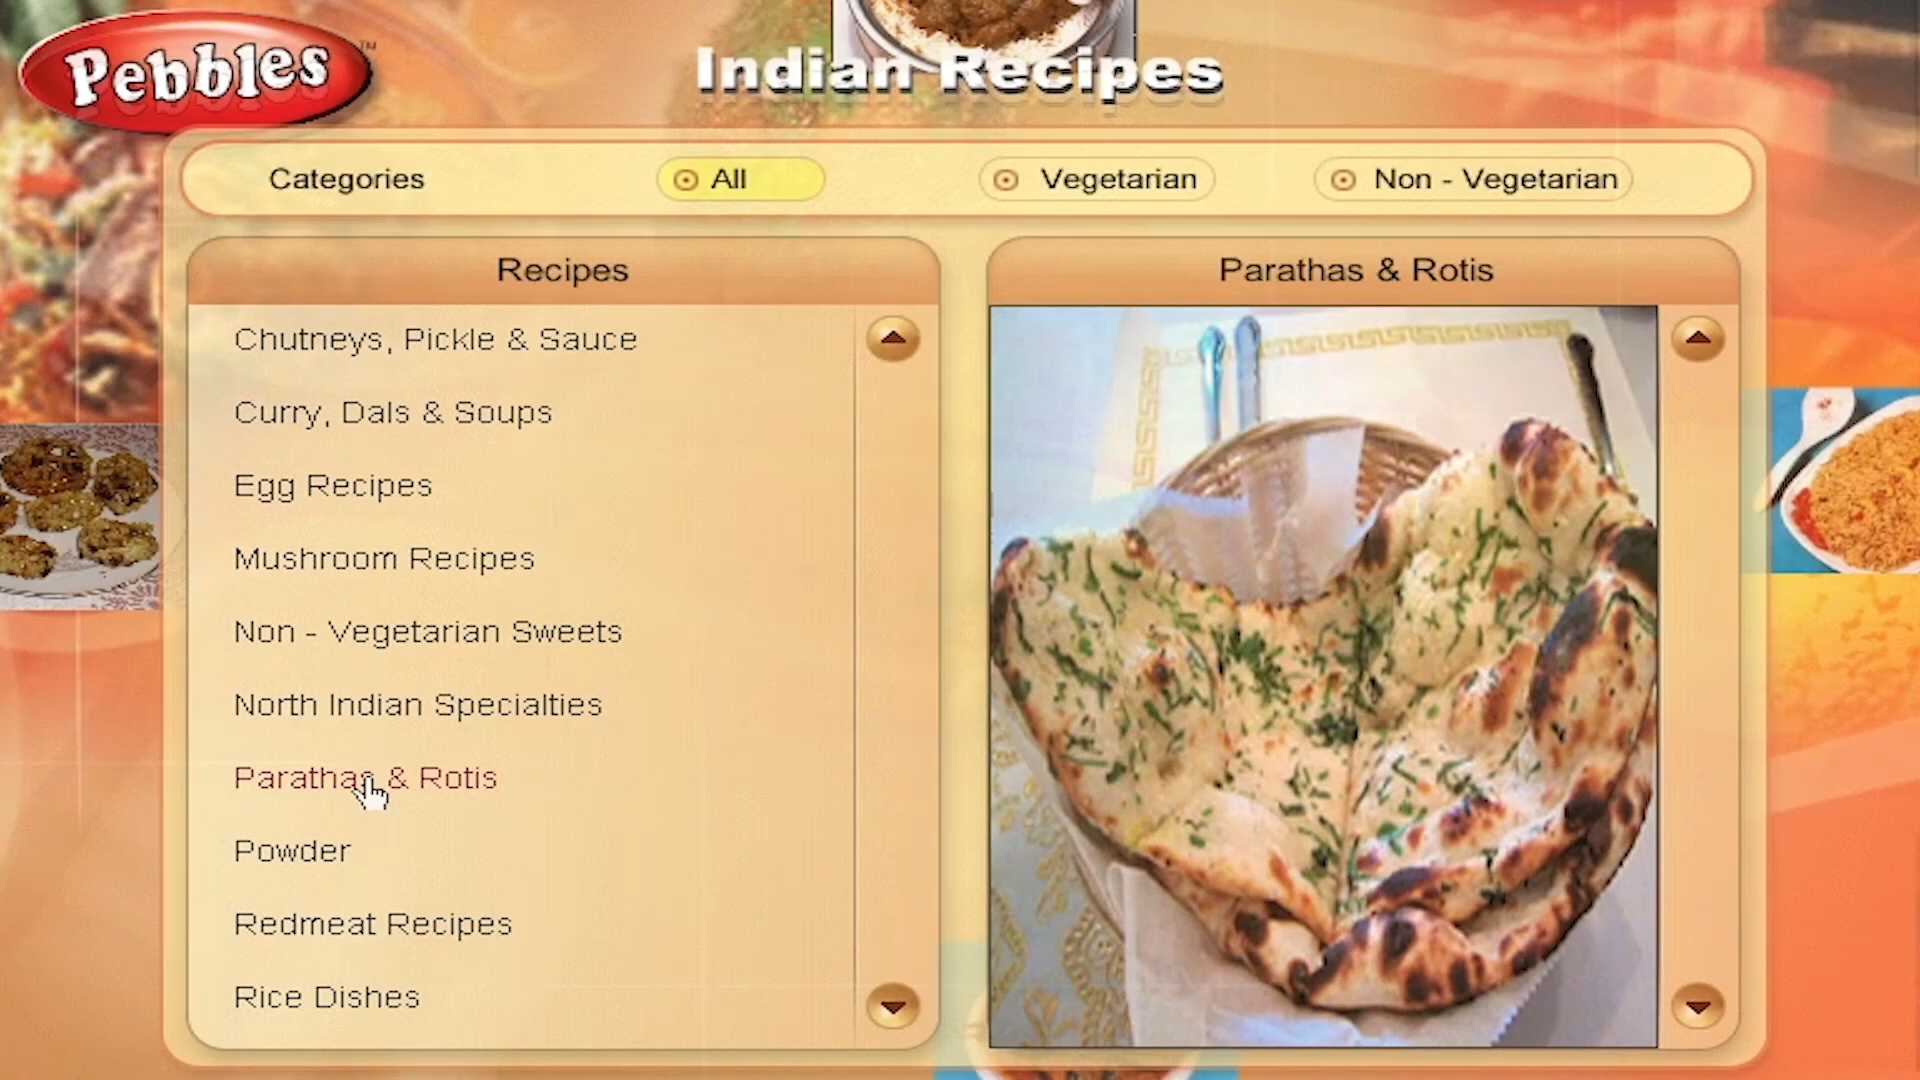 Pebbles™
Indian Recipes
Categories
All
Vegetarian
Non - Vegetarian
Recipes
Chutneys, Pickle & Sauce
Curry, Dals & Soups
Egg Recipes
Mushroom Recipes
Non - Vegetarian Sweets
North Indian Specialties
Parathas & Rotis
Powder
Redmeat Recipes
Rice Dishes
Parathas & Rotis